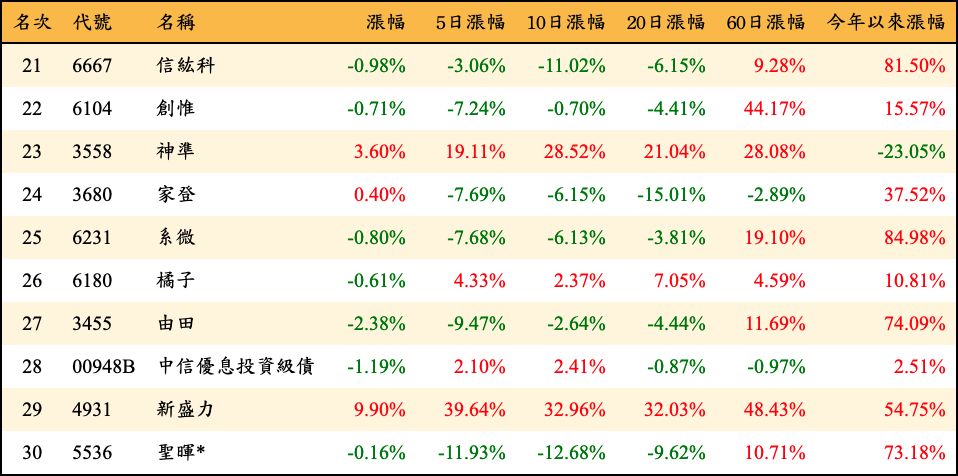 名次 代號 名稱 漲幅 5日漲幅 10日漲幅 20日漲幅 60日漲幅 今年以來漲幅
21 6667 信紘科 -0.98% -3.06% -11.02% -6.15% 9.28% 81.50%
22 6104 創惟 -0.71% -7.24% -0.70% -4.41% 44.17% 15.57%
23 3558 神準 3.60% 19.11% 28.52% 21.04% 28.08% -23.05%
24 3680 家登 0.40% -7.69% -6.15% -15.01% -2.89% 37.52%
25 6231 系微 -0.80% -7.68% -6.13% -3.81% 19.10% 84.98%
26 6180 橘子 -0.61% 4.33% 2.37% 7.05% 4.59% 10.81%
27 3455 由田 -2.38% -9.47% -2.64% -4.44% 11.69% 74.09%
28 00948B 中信優息投資級債 -1.19% 2.10% 2.41% -0.87% -0.97% 2.51%
29 4931 新盛力 9.90% 39.64% 32.96% 32.03% 48.43% 54.75%
30 5536 聖暉* -0.16% -11.93% -12.68% -9.62% 10.71% 73.18%